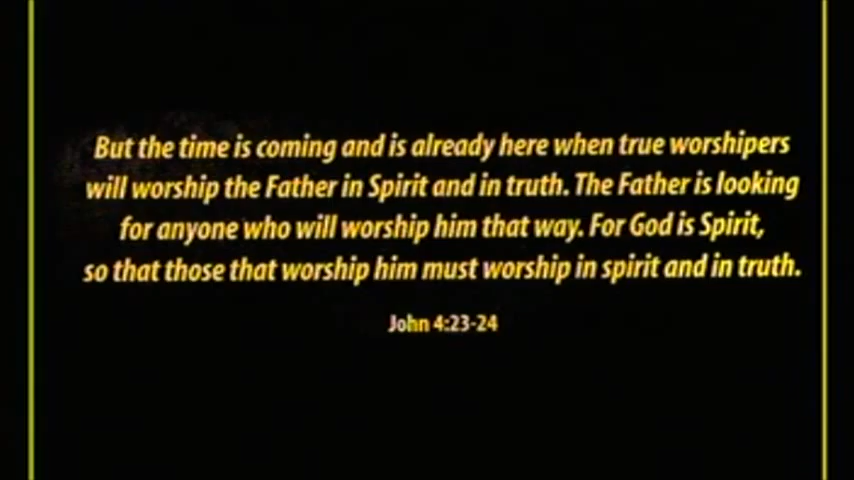 But the time is coming and is already here when true worshipers
will worship the Father in Spirit and in truth. The Father is looking
for anyone who will worship him that way. For God is Spirit,
so that those that worship him must worship in spirit and in truth.
John 4:23-24